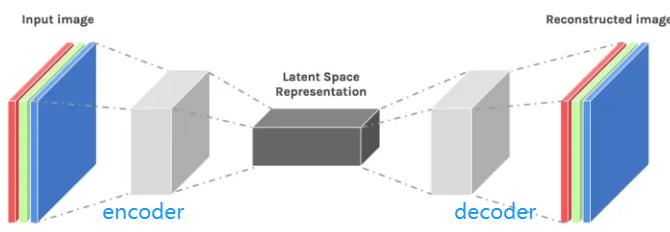 Input image
Reconstructed image
Latent Space
Representation
encoder
decoder